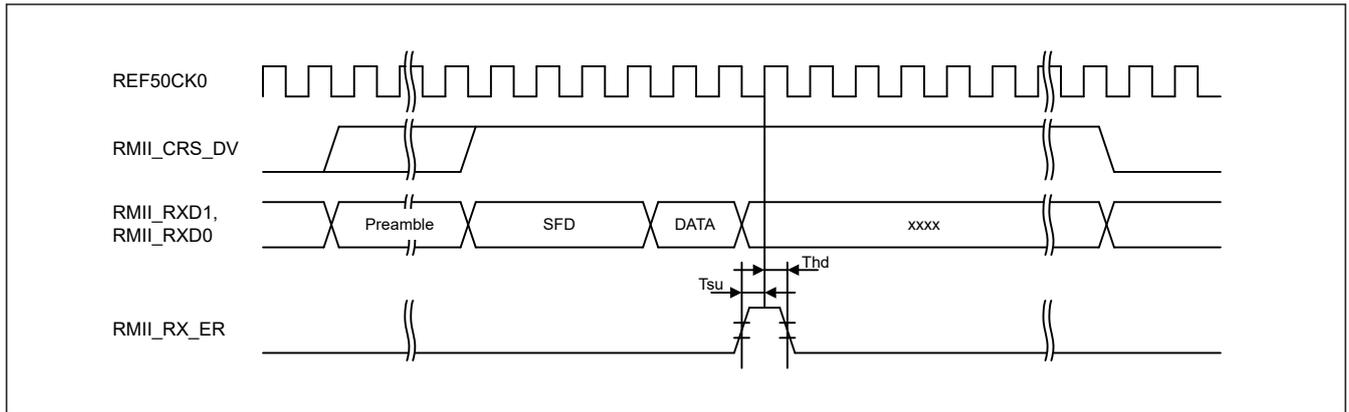 REF50CK0
RMII_CRS_DV
RMII_RXD1,
RMII_RXD0
Preamble
SFD
DATA
xxxx
Thd
Tsu
RMII_RX_ER